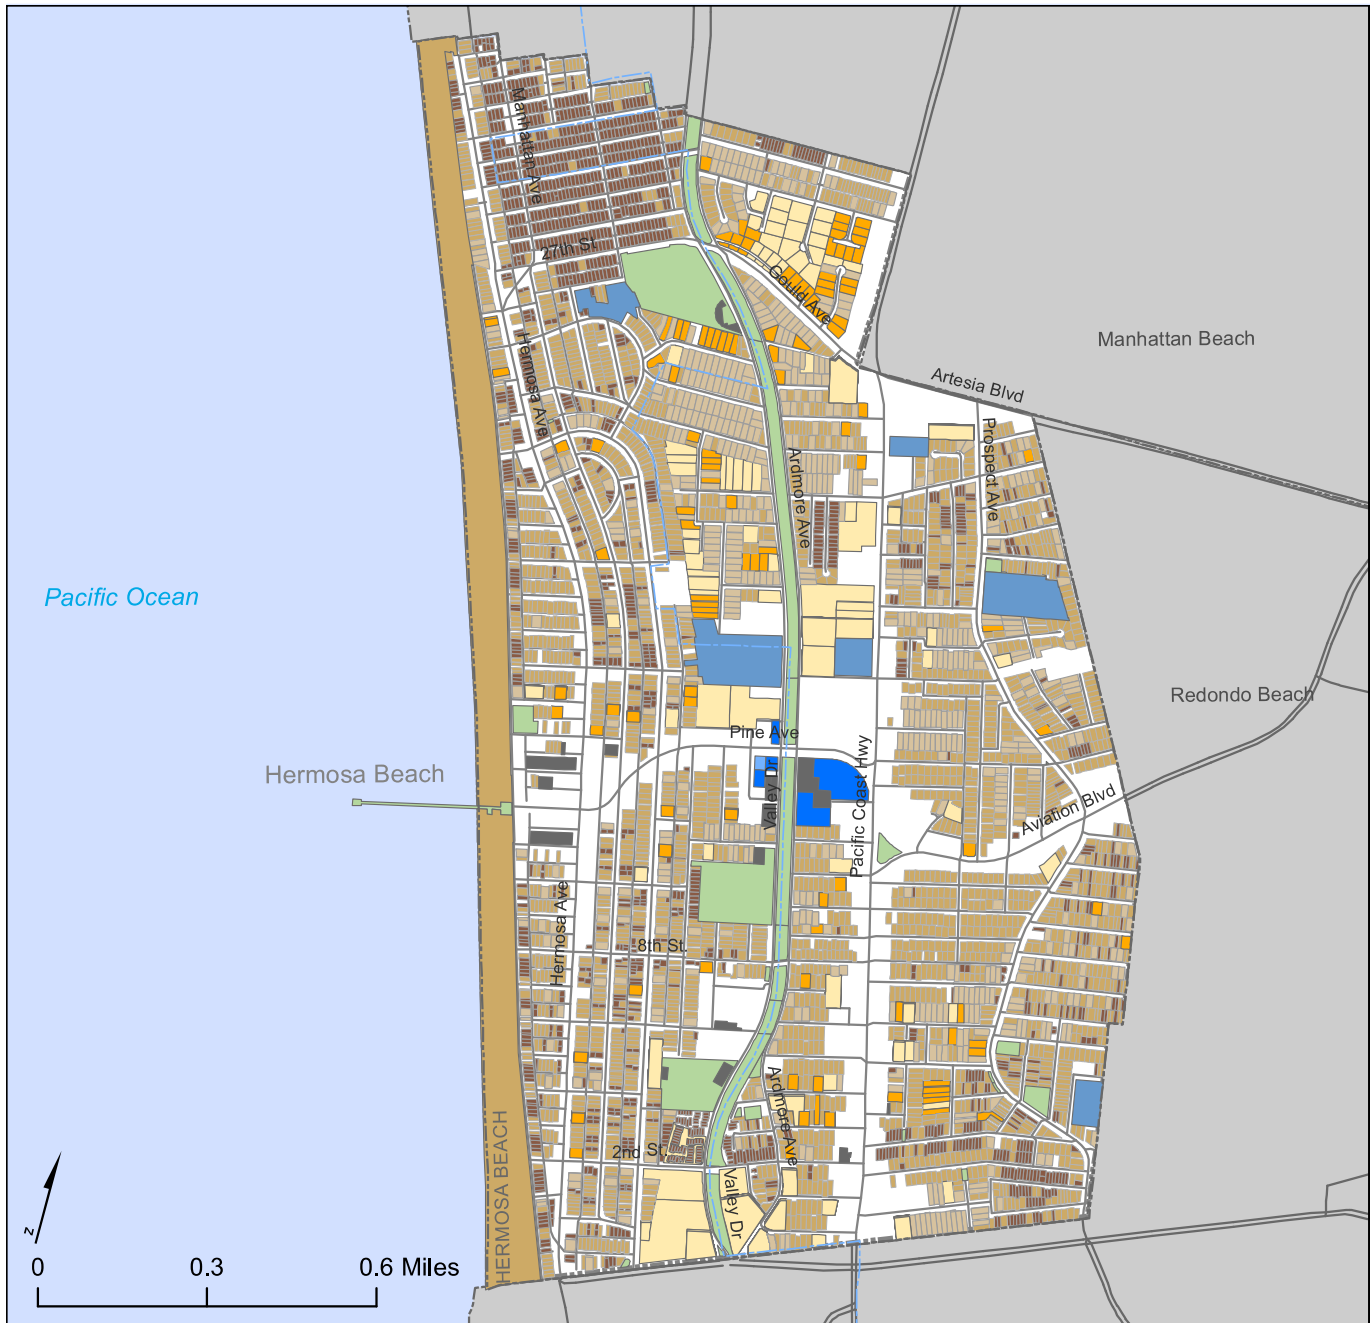 Manhattan Ave
27th St
Gould Ave
Manhattan Beach
Hermosa Ave
Artesia Blvd
Prospect Ave
Ardmore Ave
Pacific Ocean
Redondo Beach
Pine Ave
Hermosa Beach
Valley Dr
Pacific Coast Hwy
Aviation Blvd
Hermosa Ave
8th St.
Ardmore Ave
2nd St.
HERMOSA BEACH
Valley Dr
z
0 0.3 0.6 Miles